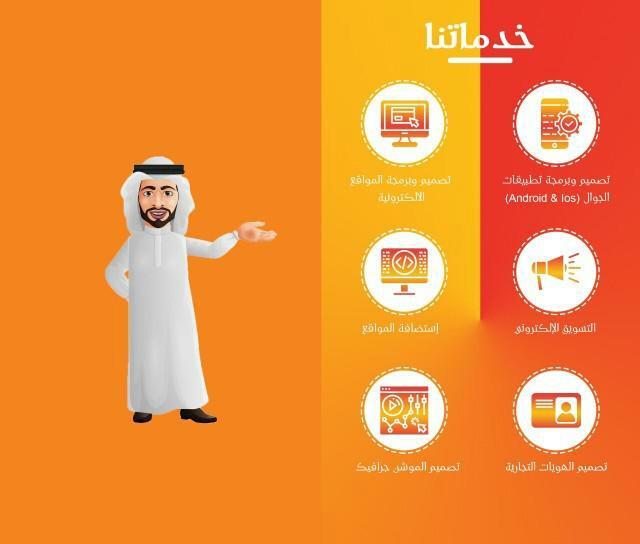 خدماتنا
تصميم وبرمجة تطبيقات
الجوال (Android & Ios)
تصميم وبرمجة المواقع
الالكترونية
التسويق الإلكتروني
إستضافة المواقع
تصميم الهويات التجارية
تصميم الموشن جرافيك